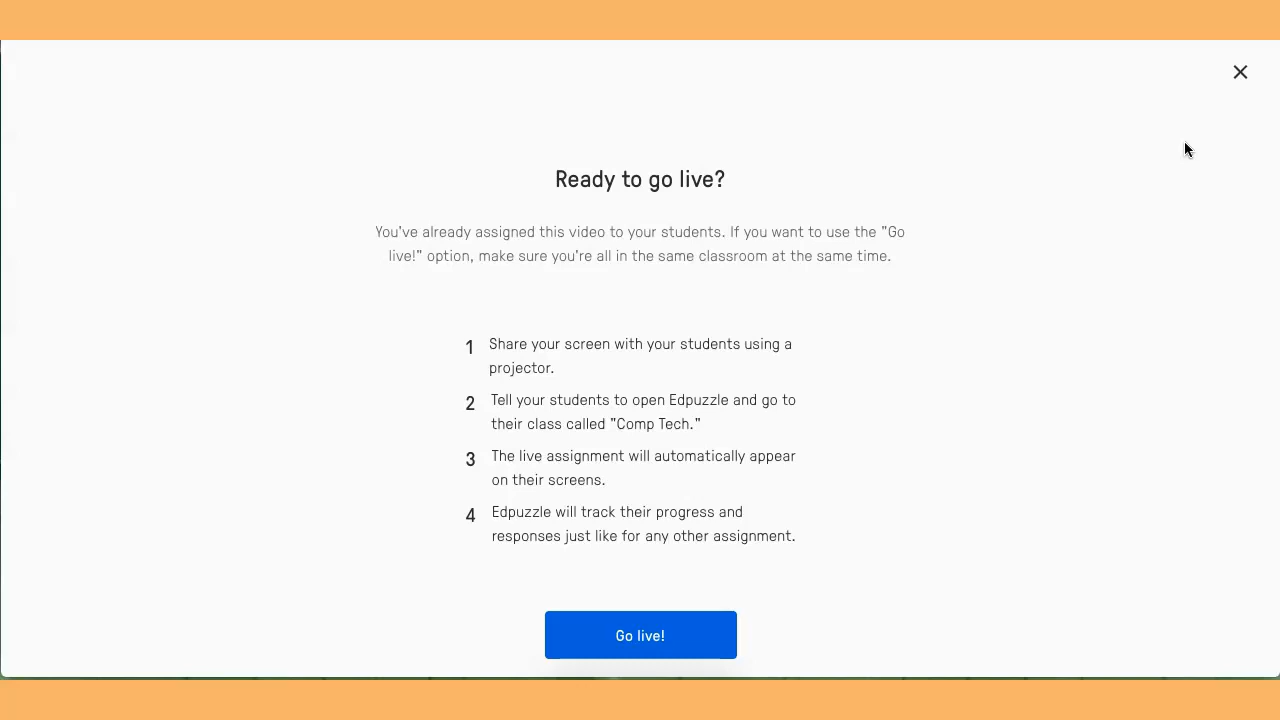 Ready to go live?
You've already assigned this video to your students. If you want to use the "Go
live!" option, make sure you're all in the same classroom at the same time.
1 Share your screen with your students using a
projector.
2 Tell your students to open Edpuzzle and go to
their class called "Comp Tech."
3 The live assignment will automatically appear
on their screens.
4 Edpuzzle will track their progress and
responses just like for any other assignment.
Go live!